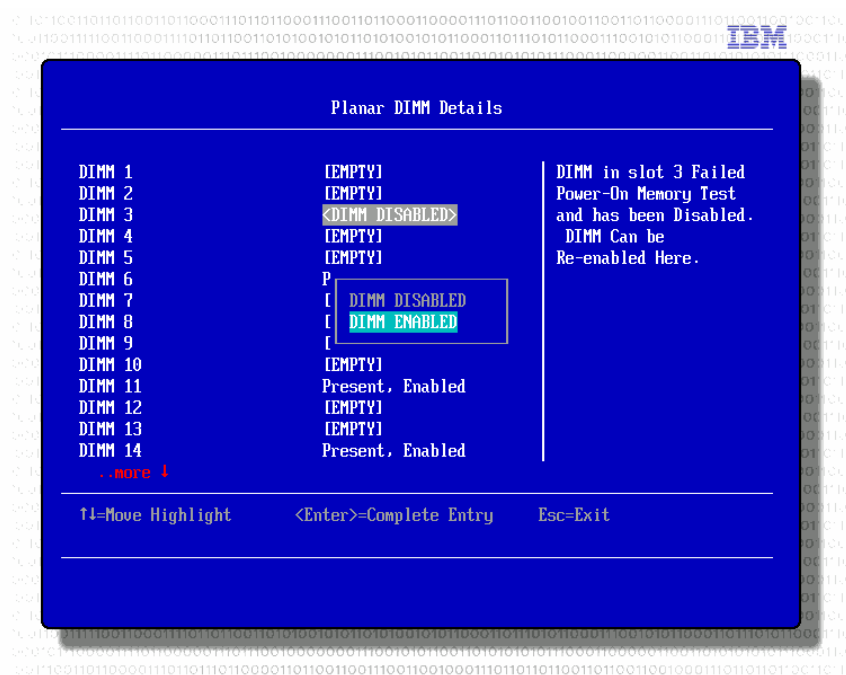 IBM
Planar DIMM Details
DIMM 1 [EMPTY]
DIMM 2 [EMPTY]
DIMM 3 <DIMM DISABLED>
DIMM 4 [EMPTY]
DIMM 5 [EMPTY]
DIMM 6 P
DIMM 7 [
DIMM 8 [
DIMM 9 [
DIMM 10 [EMPTY]
DIMM 11 Present, Enabled
DIMM 12 [EMPTY]
DIMM 13 [EMPTY]
DIMM 14 Present, Enabled
..more ↓
DIMM DISABLED
DIMM ENABLED
DIMM in slot 3 Failed
Power-On Memory Test
and has been Disabled.
DIMM Can be
Re-enabled Here.
↑↓=Move Highlight <Enter>=Complete Entry Esc=Exit